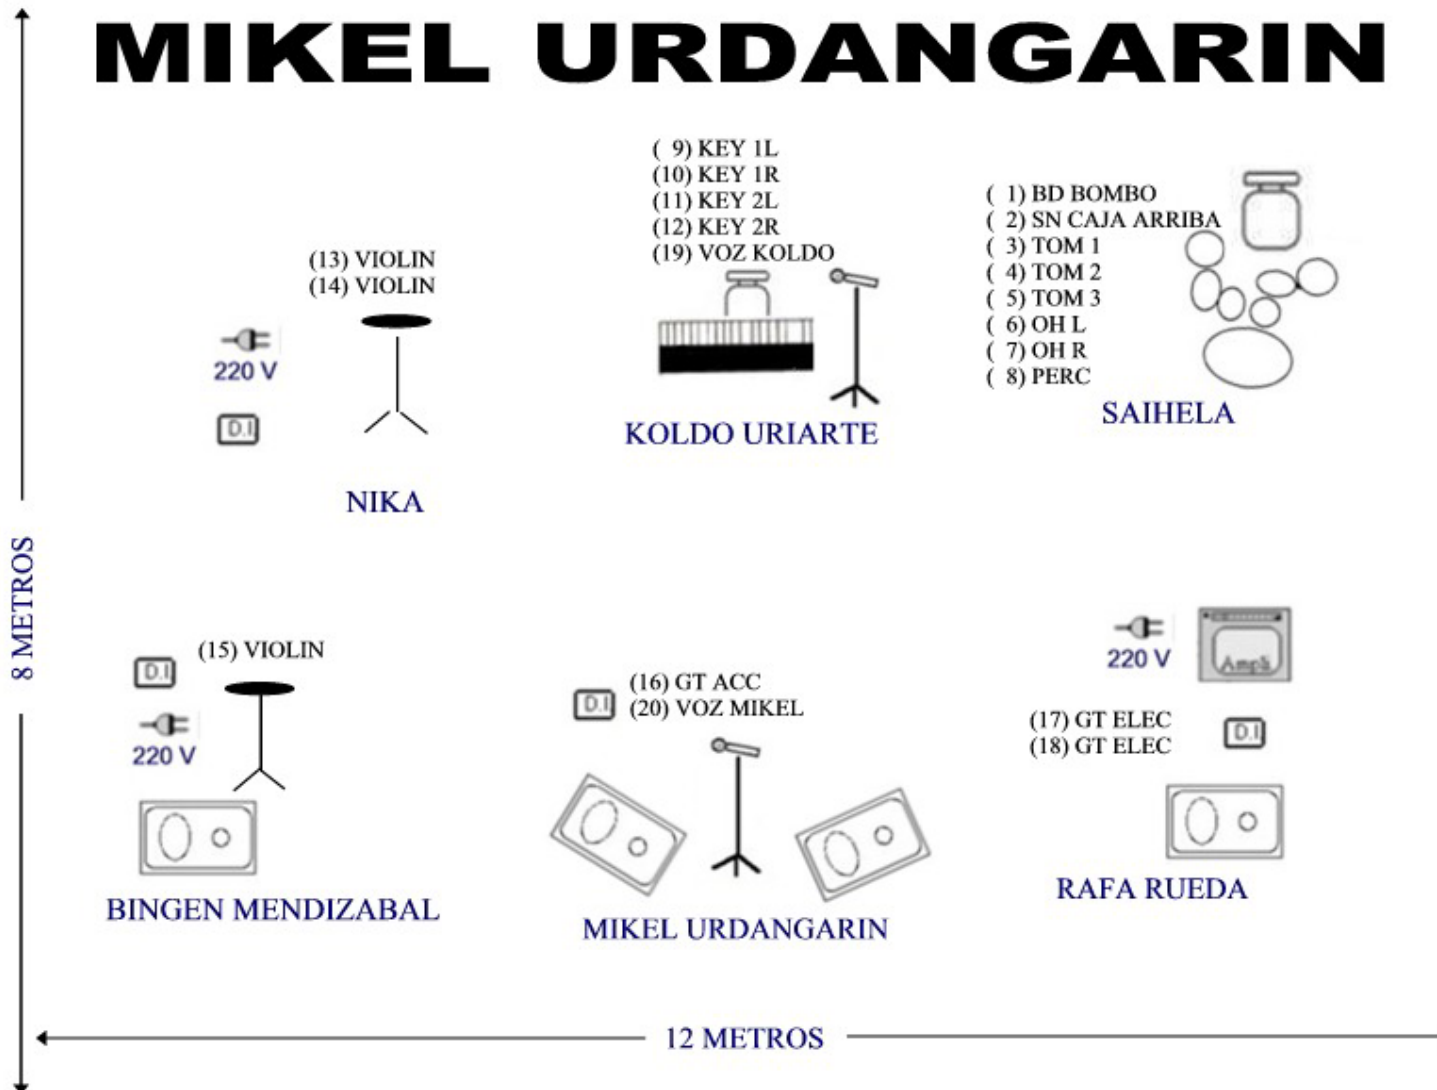 MIKEL URDANGARIN
( 9) KEY 1L
(10) KEY 1R
(11) KEY 2L
(12) KEY 2R
(19) VOZ KOLDO
KOLDO URIARTE
( 1) BD BOMBO
( 2) SN CAJA ARRIBA
( 3) TOM 1
( 4) TOM 2
( 5) TOM 3
( 6) OH L
( 7) OH R
( 8) PERC
SAIHELA
(13) VIOLIN
(14) VIOLIN
220 V
D.I
NIKA
8 METROS
(15) VIOLIN
D.I
220 V
BINGEN MENDIZABAL
(16) GT ACC
(20) VOZ MIKEL
D.I
MIKEL URDANGARIN
220 V
Ampli
(17) GT ELEC
(18) GT ELEC
D.I
RAFA RUEDA
12 METROS